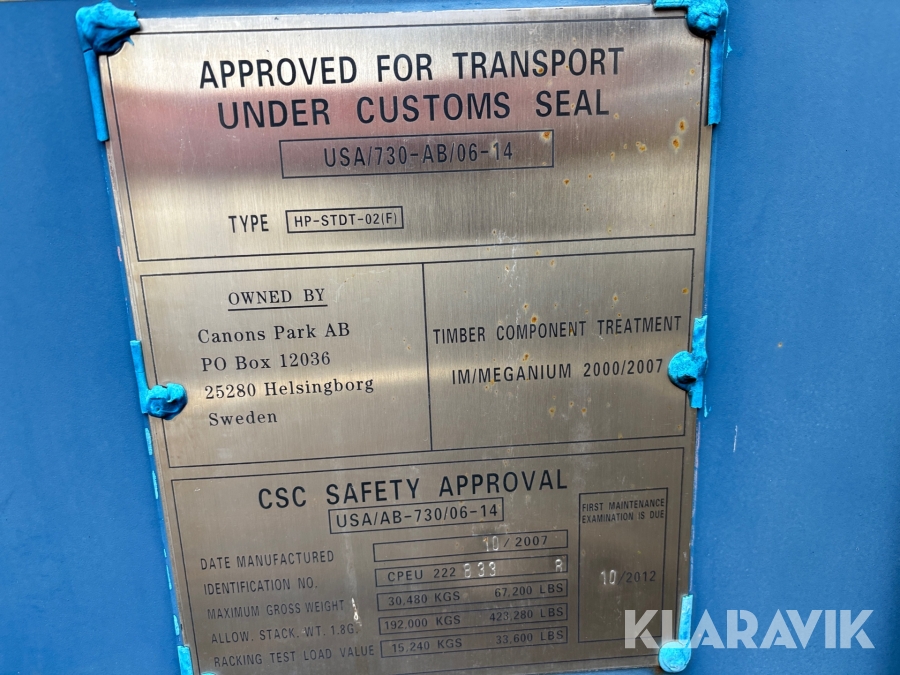 APPROVED FOR TRANSPORT
UNDER CUSTOMS SEAL
USA/730-AB/06-14
TYPE HP-STDT-02(F)
OWNED BY
Canons Park AB
PO Box 12036
25280 Helsingborg
Sweden
TIMBER COMPONENT TREATMENT
IM/MEGANIUM 2000/2007
CSC SAFETY APPROVAL
USA/AB-730/06-14
DATE MANUFACTURED 10/2007
IDENTIFICATION NO. CPEU 222 833 R
MAXIMUM GROSS WEIGHT 30.480 KGS 67.200 LBS
ALLOW. STACK. WT. 1.8G. 192.000 KGS 423.280 LBS
RACKING TEST LOAD VALUE 15.240 KGS 33.600 LBS
FIRST MAINTENANCE
EXAMINATION IS DUE
10/2012
KLARAVIK